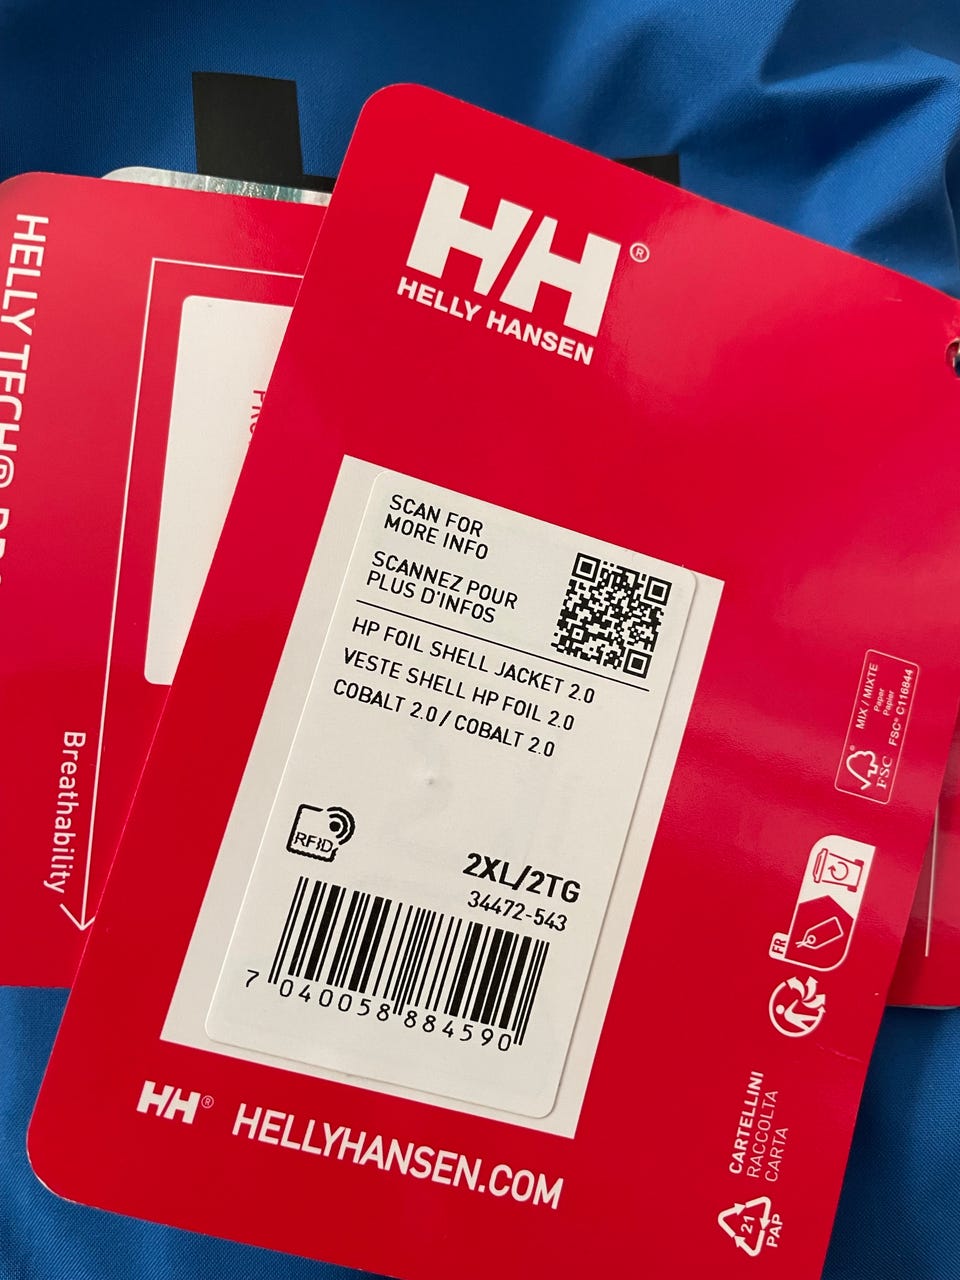 HH®
HELLY HANSEN
SCAN FOR
MORE INFO
SCANNEZ POUR
PLUS D'INFOS
HP FOIL SHELL JACKET 2.0
VESTE SHELL HP FOIL 2.0
COBALT 2.0 / COBALT 2.0
RFID
2XL/2TG
34472-543
7 040058 884590
HH® HELLYHANSEN.COM
MIX / MIXTE
Paper
Papier
FSC® C116844
FSC
FR
CARTELLINI
RACCOLTA
CARTA
21
PAP
HELLY TECH®
Breathability